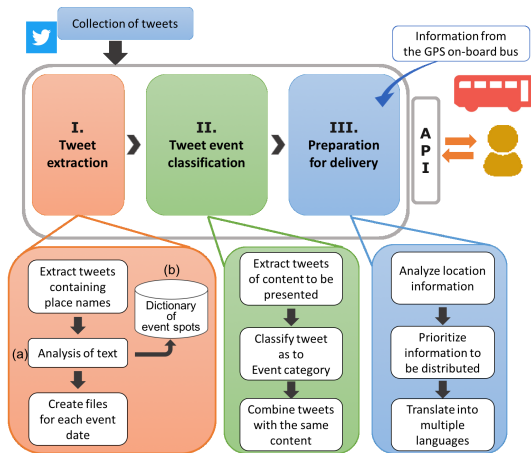 Collection of tweets
Information from
the GPS on-board bus
I.
Tweet
extraction
II.
Tweet event
classification
III.
Preparation
for delivery
A
P
I
Extract tweets
containing
place names
(a)
Analysis of text
Create files
for each event
date
(b)
Dictionary
of
event spots
Extract tweets
of content to be
presented
Classify tweet
as to
Event category
Combine tweets
with the same
content
Analyze location
information
Prioritize
information to
be distributed
Translate into
multiple
languages